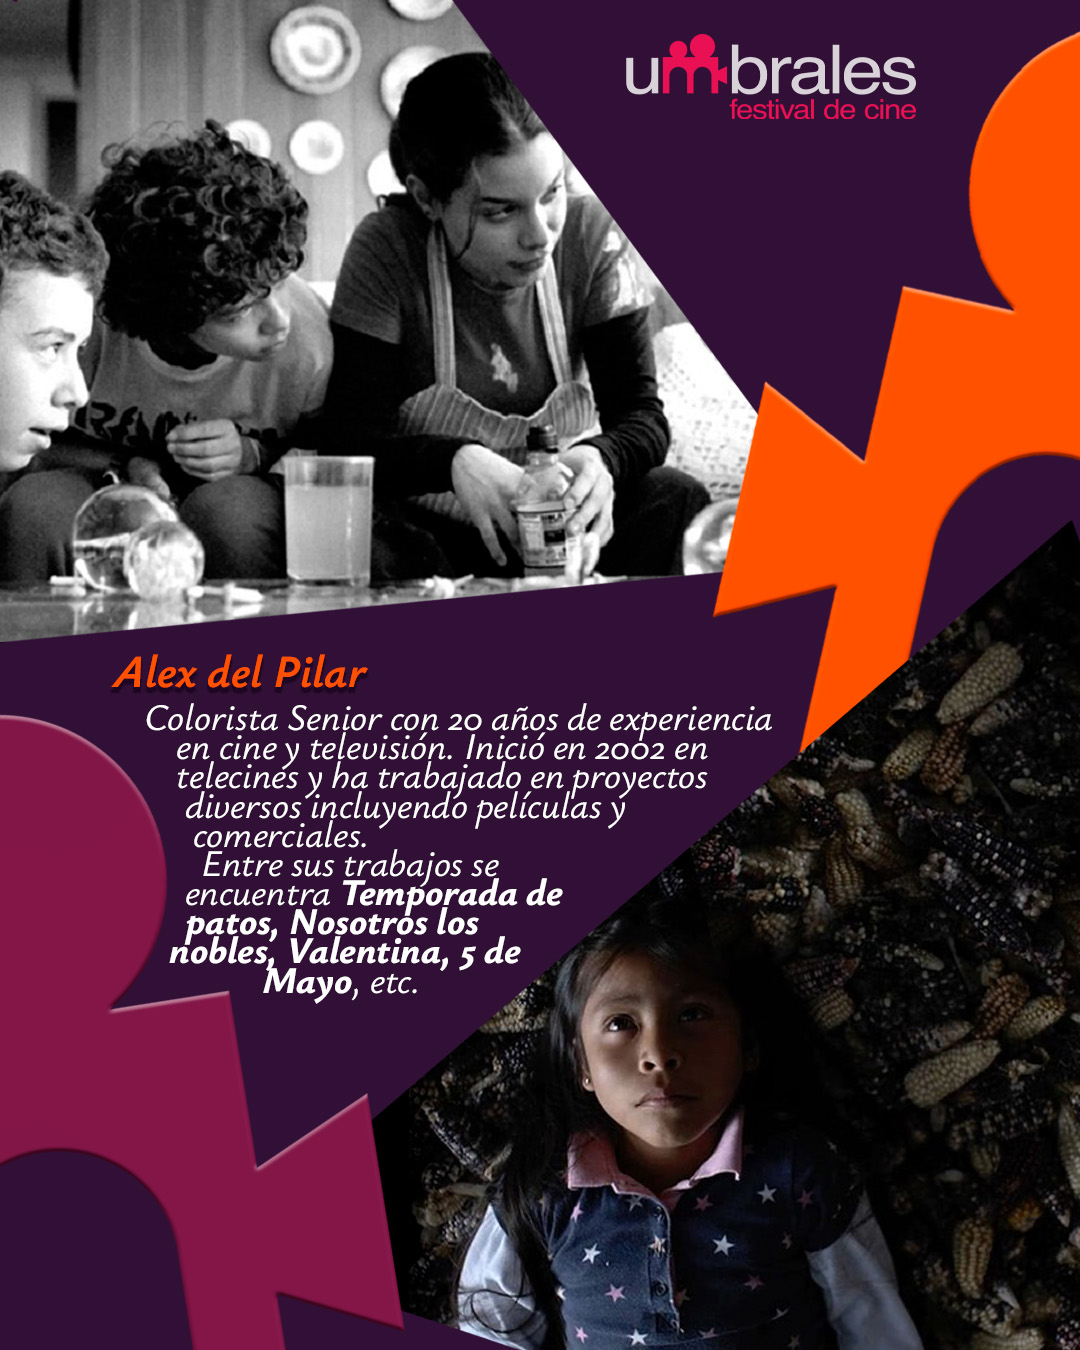 umbrales
festival de cine
Alex del Pilar
Colorista Senior con 20 años de experiencia
en cine y televisión. Inició en 2002 en
telecines y ha trabajado en proyectos
diversos incluyendo películas y
comerciales.
Entre sus trabajos se
encuentra Temporada de
patos, Nosotros los
nobles, Valentina, 5 de
Mayo, etc.